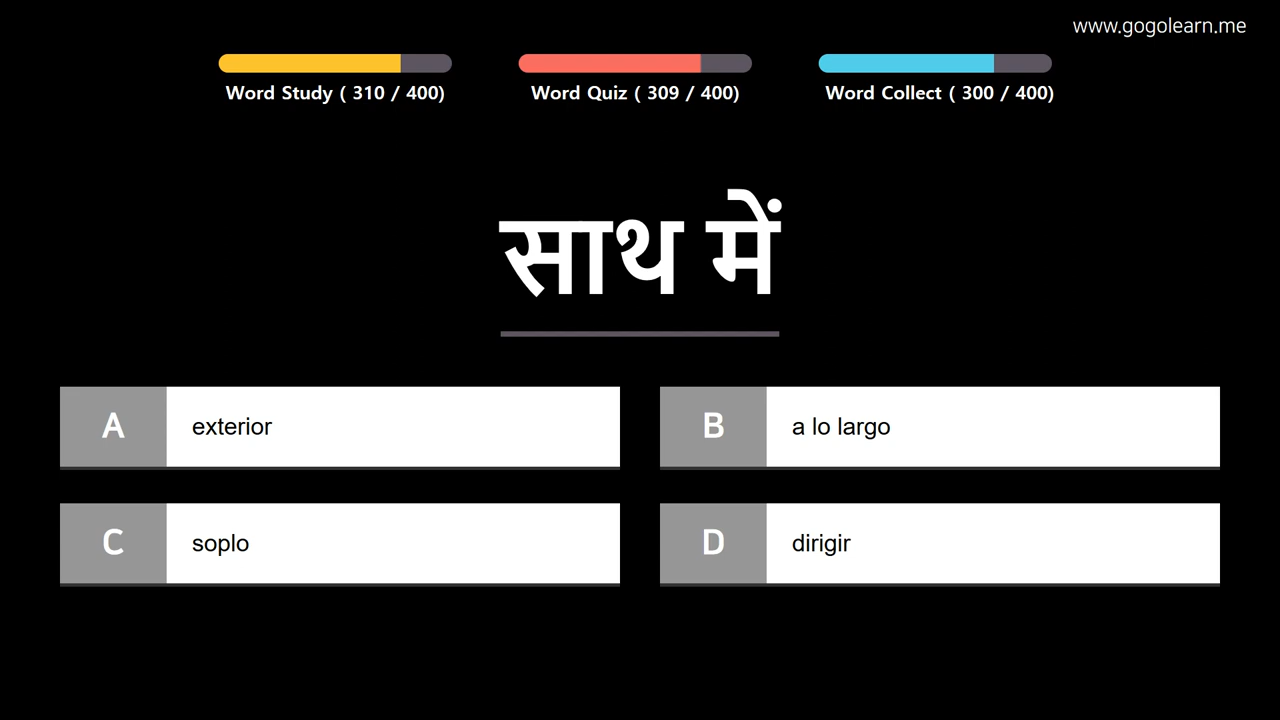 www.gogolearn.me
Word Study ( 310 / 400)
Word Quiz ( 309 / 400)
Word Collect ( 300 / 400)
साथ में
A exterior
B a lo largo
C soplo
D dirigir